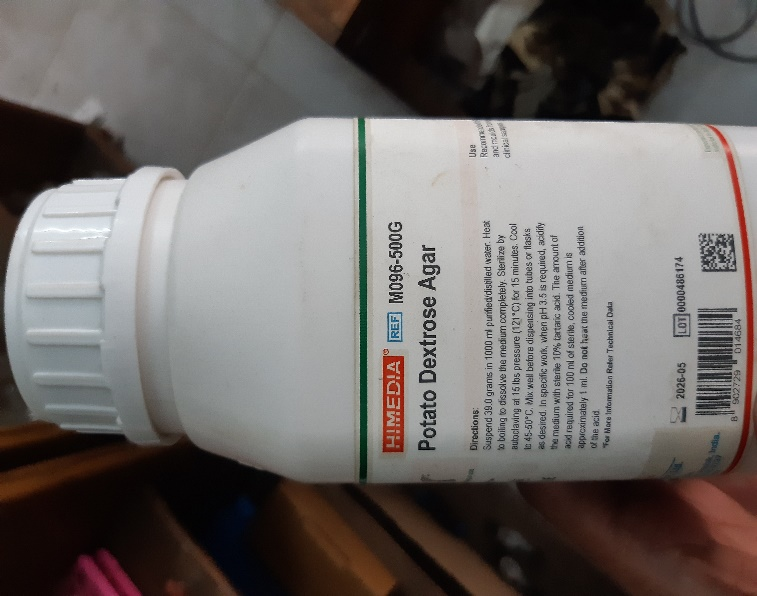 HIMEDIA® REF M096-500G
Potato Dextrose Agar
Directions:
Suspend 39.0 grams in 1000 ml purified/distilled water. Heat
to boiling to dissolve the medium completely. Sterilize by
autoclaving at 15 lbs pressure (121°C) for 15 minutes. Cool
to 45-50°C. Mix well before dispensing into tubes or flasks
as desired. In specific work, when pH 3.5 is required, acidify
the medium with sterile 10% tartaric acid. The amount of
acid required for 100 ml of sterile, cooled medium is
approximately 1 ml. Do not heat the medium after addition
of the acid.
*For More Information Refer Technical Data
Use
and
clinical
2026-05 LOT 0000486174
8 902729 014684
India.